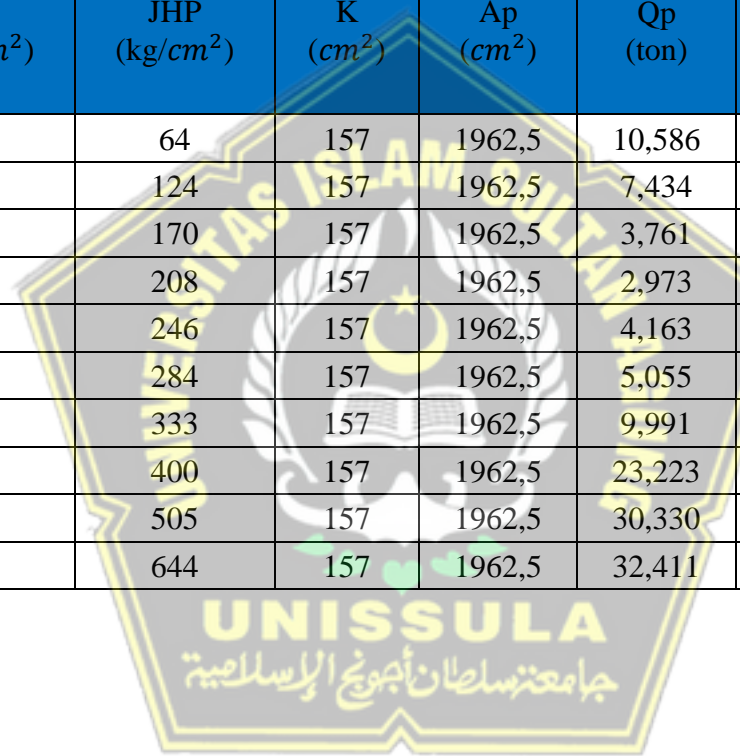 JHP K Ap Qp
m²) (kg/cm²) (cm²) (cm²) (ton)
64 157 1962,5 10,586
124 157 1962,5 7,434
170 157 1962,5 3,761
208 157 1962,5 2,973
246 157 1962,5 4,163
284 157 1962,5 5,055
333 157 1962,5 9,991
400 157 1962,5 23,223
505 157 1962,5 30,330
644 157 1962,5 32,411
UNIVERSITAS ISLAM SULTAN AGUNG
UNISSULA
جامعنسلطان أجونج الإسلامية